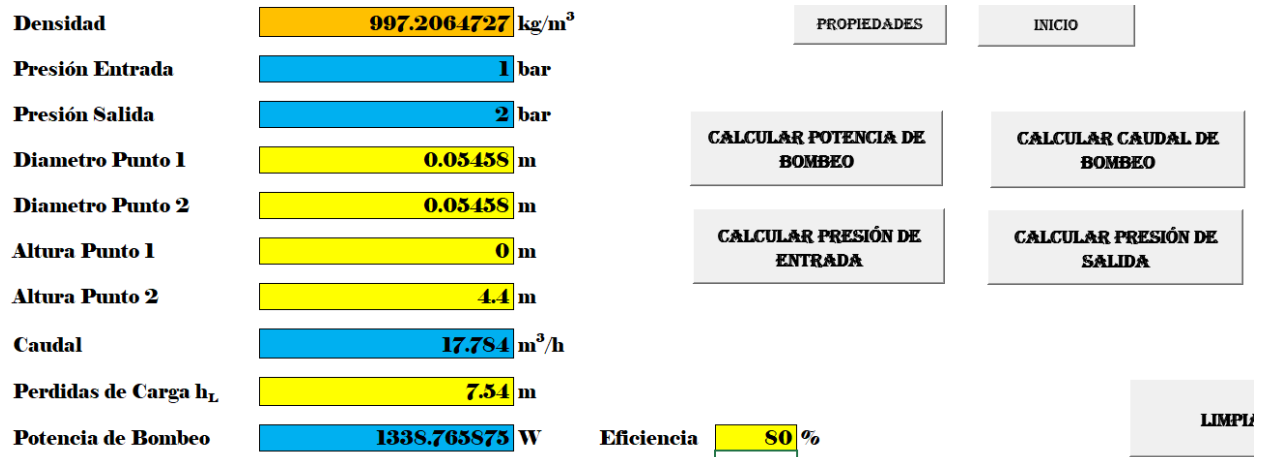 Densidad 997.2064727 kg/m³
PROPIEDADES
INICIO
Presión Entrada 1 bar
Presión Salida 2 bar
CALCULAR POTENCIA DE
BOMBEO
CALCULAR CAUDAL DE
BOMBEO
Diametro Punto 1 0.05458 m
Diametro Punto 2 0.05458 m
CALCULAR PRESIÓN DE
ENTRADA
CALCULAR PRESIÓN DE
SALIDA
Altura Punto 1 0 m
Altura Punto 2 4.4 m
Caudal 17.784 m³/h
Perdidas de Carga hL 7.54 m
LIMPIA
Potencia de Bombeo 1338.765875 W
Eficiencia 80 %